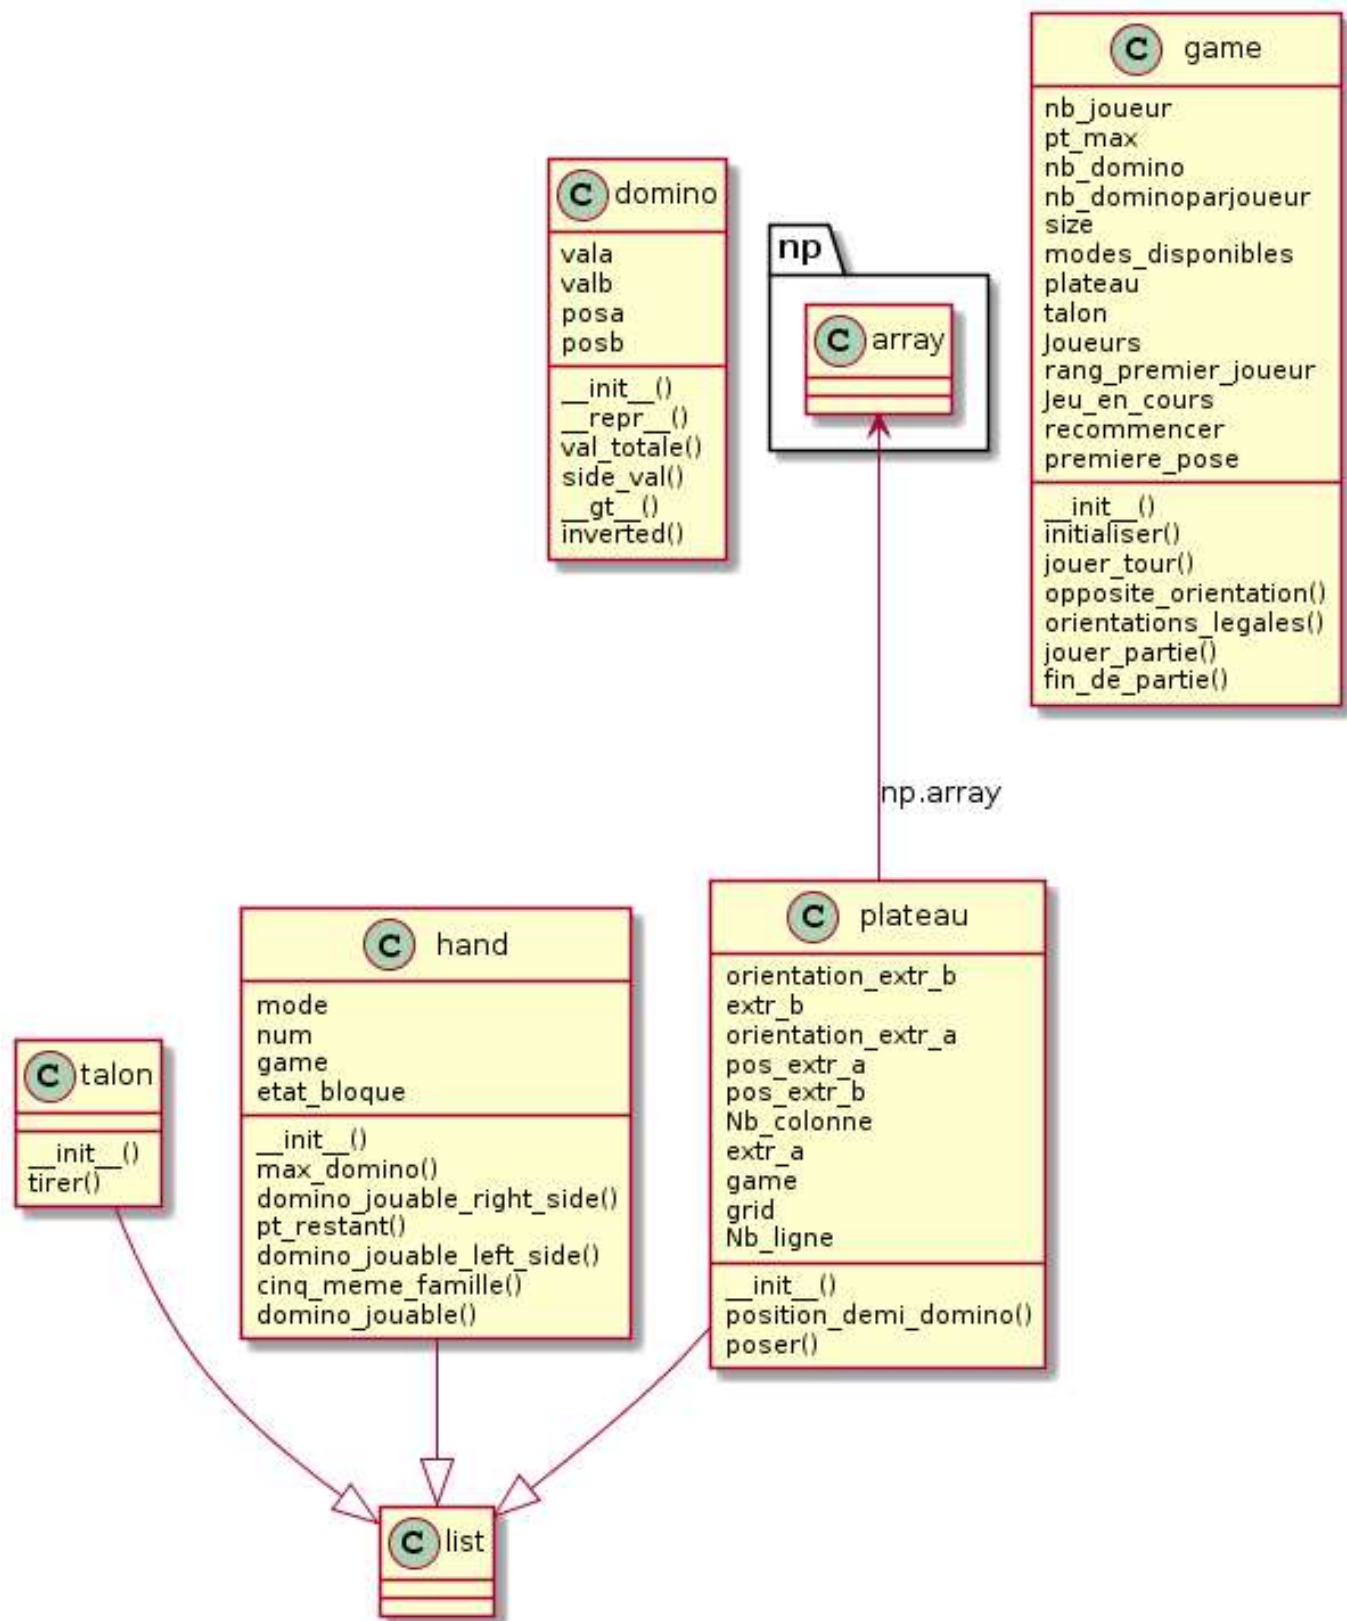 C game
nb_joueur
pt_max
nb_domino
nb_dominoparjoueur
size
modes_disponibles
plateau
talon
Joueurs
rang_premier_joueur
Jeu_en_cours
recommencer
premiere_pose
__init__()
initialiser()
jouer_tour()
opposite_orientation()
orientations_legales()
jouer_partie()
fin_de_partie()
C domino
vala
valb
posa
posb
__init__()
__repr__()
val_totale()
side_val()
__gt__()
inverted()
np
C array
np.array
C plateau
orientation_extr_b
extr_b
orientation_extr_a
pos_extr_a
pos_extr_b
Nb_colonne
extr_a
game
grid
Nb_ligne
__init__()
position_demi_domino()
poser()
C hand
mode
num
game
etat_bloque
__init__()
max_domino()
domino_jouable_right_side()
pt_restant()
domino_jouable_left_side()
cinq_meme_famille()
domino_jouable()
C talon
__init__()
tirer()
C list